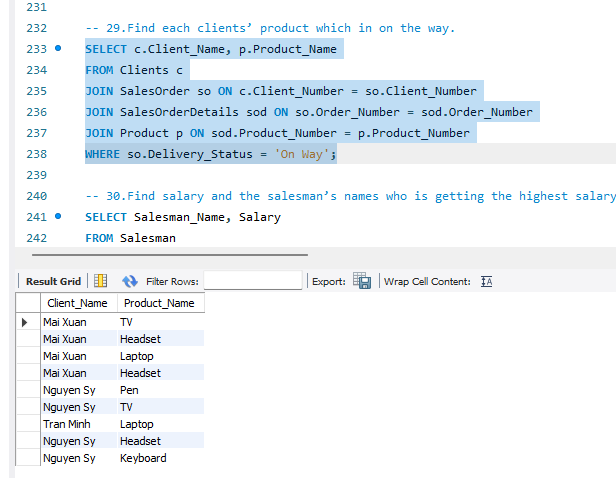 231
232 -- 29.Find each clients’ product which in on the way.
233 SELECT c.Client_Name, p.Product_Name
234 FROM Clients c
235 JOIN SalesOrder so ON c.Client_Number = so.Client_Number
236 JOIN SalesOrderDetails sod ON so.Order_Number = sod.Order_Number
237 JOIN Product p ON sod.Product_Number = p.Product_Number
238 WHERE so.Delivery_Status = 'On Way';
239
240 -- 30.Find salary and the salesman’s names who is getting the highest salary
241 SELECT Salesman_Name, Salary
242 FROM Salesman
Result Grid Filter Rows: Export: Wrap Cell Content: IA
Client_Name Product_Name
Mai Xuan TV
Mai Xuan Headset
Mai Xuan Laptop
Mai Xuan Headset
Nguyen Sy Pen
Nguyen Sy TV
Tran Minh Laptop
Nguyen Sy Headset
Nguyen Sy Keyboard